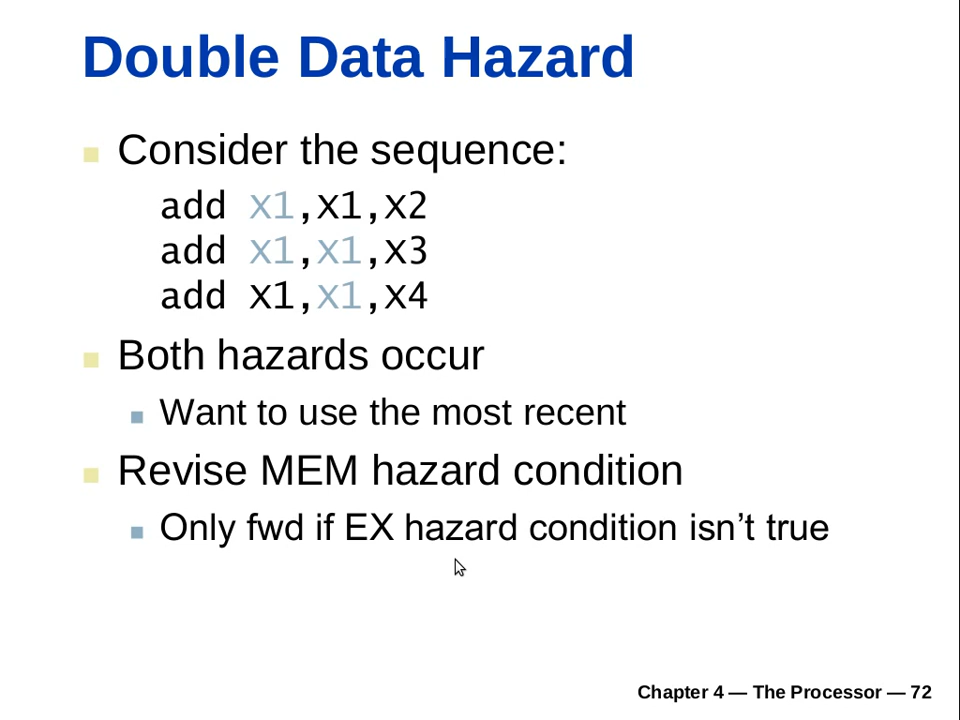 Double Data Hazard
Consider the sequence:
add x1,x1,x2
add x1,x1,x3
add x1,x1,x4
Both hazards occur
Want to use the most recent
Revise MEM hazard condition
Only fwd if EX hazard condition isn’t true
Chapter 4 — The Processor — 72